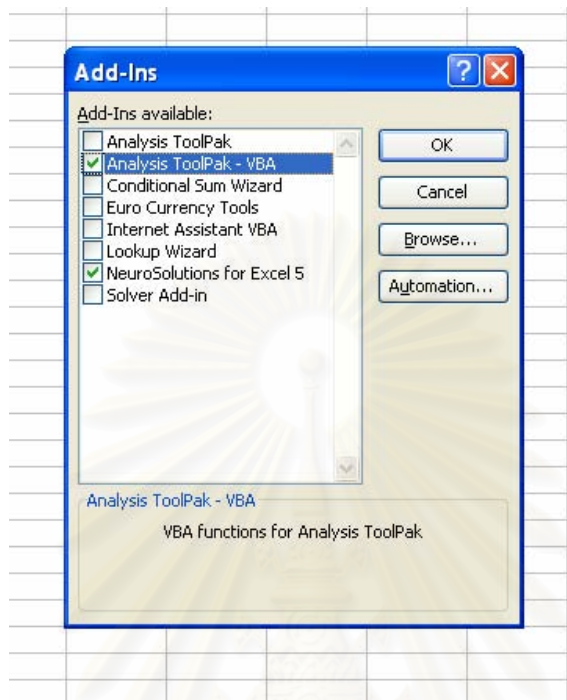 Add-Ins
Add-Ins available:
Analysis ToolPak
Analysis ToolPak - VBA
Conditional Sum Wizard
Euro Currency Tools
Internet Assistant VBA
Lookup Wizard
NeuroSolutions for Excel 5
Solver Add-in
OK
Cancel
Browse...
Automation...
Analysis ToolPak - VBA
VBA functions for Analysis ToolPak